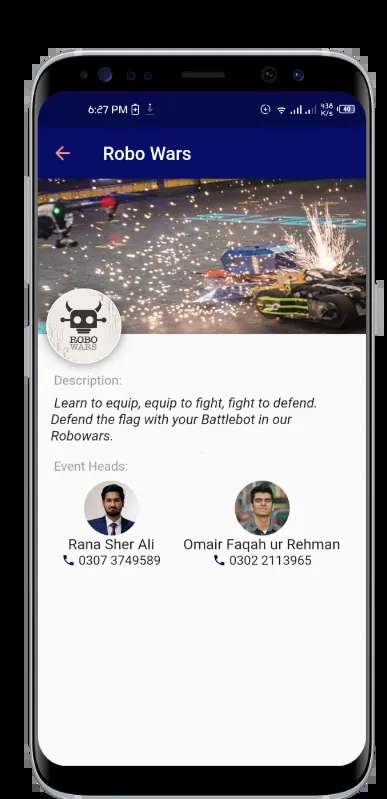 6:27 PM
438
K/s
40
Robo Wars
ROBO
WARS
Description:
Learn to equip, equip to fight, fight to defend.
Defend the flag with your Battlebot in our
Robowars.
Event Heads:
Rana Sher Ali
Omair Faqah ur Rehman
0307 3749589
0302 2113965